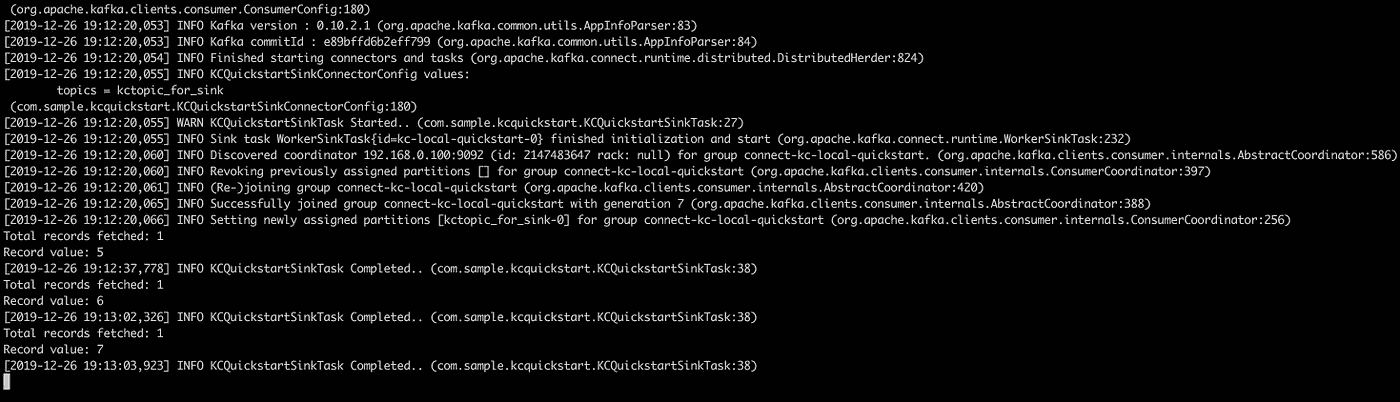 (org.apache.kafka.clients.consumer.ConsumerConfig:180)
[2019-12-26 19:12:20,053] INFO Kafka version : 0.10.2.1 (org.apache.kafka.common.utils.AppInfoParser:83)
[2019-12-26 19:12:20,053] INFO Kafka commitId : e89bffd6b2eff799 (org.apache.kafka.common.utils.AppInfoParser:84)
[2019-12-26 19:12:20,054] INFO Finished starting connectors and tasks (org.apache.kafka.connect.runtime.distributed.DistributedHerder:824)
[2019-12-26 19:12:20,055] INFO KCQuickstartSinkConnectorConfig values:
topics = kctopic_for_sink
(com.sample.kcquickstart.KCQuickstartSinkConnectorConfig:180)
[2019-12-26 19:12:20,055] WARN KCQuickstartSinkTask Started.. (com.sample.kcquickstart.KCQuickstartSinkTask:27)
[2019-12-26 19:12:20,055] INFO Sink task WorkerSinkTask{id=kc-local-quickstart-0} finished initialization and start (org.apache.kafka.connect.runtime.WorkerSinkTask:232)
[2019-12-26 19:12:20,060] INFO Discovered coordinator 192.168.0.100:9092 (id: 2147483647 rack: null) for group connect-kc-local-quickstart. (org.apache.kafka.clients.consumer.internals.AbstractCoordinator:586)
[2019-12-26 19:12:20,060] INFO Revoking previously assigned partitions [] for group connect-kc-local-quickstart (org.apache.kafka.clients.consumer.internals.ConsumerCoordinator:397)
[2019-12-26 19:12:20,061] INFO (Re-)joining group connect-kc-local-quickstart (org.apache.kafka.clients.consumer.internals.AbstractCoordinator:420)
[2019-12-26 19:12:20,065] INFO Successfully joined group connect-kc-local-quickstart with generation 7 (org.apache.kafka.clients.consumer.internals.AbstractCoordinator:388)
[2019-12-26 19:12:20,066] INFO Setting newly assigned partitions [kctopic_for_sink-0] for group connect-kc-local-quickstart (org.apache.kafka.clients.consumer.internals.ConsumerCoordinator:256)
Total records fetched: 1
Record value: 5
[2019-12-26 19:12:37,778] INFO KCQuickstartSinkTask Completed.. (com.sample.kcquickstart.KCQuickstartSinkTask:38)
Total records fetched: 1
Record value: 6
[2019-12-26 19:13:02,326] INFO KCQuickstartSinkTask Completed.. (com.sample.kcquickstart.KCQuickstartSinkTask:38)
Total records fetched: 1
Record value: 7
[2019-12-26 19:13:03,923] INFO KCQuickstartSinkTask Completed.. (com.sample.kcquickstart.KCQuickstartSinkTask:38)